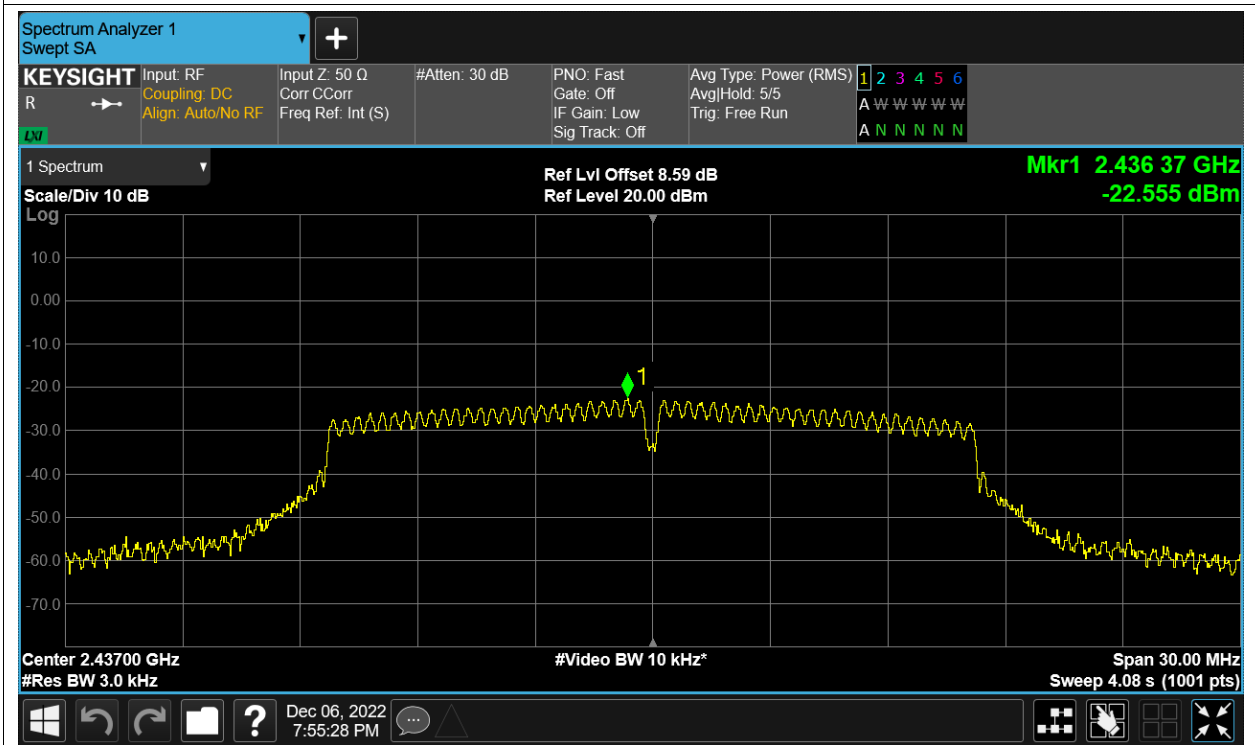 Spectrum Analyzer 1
Swept SA
KEYSIGHT
R
LXI
Input: RF
Coupling: DC
Align: Auto/No RF
Input Z: 50 Ω
Corr CCorr
Freq Ref: Int (S)
#Atten: 30 dB
PNO: Fast
Gate: Off
IF Gain: Low
Sig Track: Off
Avg Type: Power (RMS)
Avg|Hold: 5/5
Trig: Free Run
1 2 3 4 5 6
A W W W W W
A N N N N N
1 Spectrum
Scale/Div 10 dB
Log
Ref Lvl Offset 8.59 dB
Ref Level 20.00 dBm
Mkr1 2.436 37 GHz
-22.555 dBm
10.0
0.00
-10.0
-20.0
-30.0
-40.0
-50.0
-60.0
-70.0
1
Center 2.43700 GHz
#Res BW 3.0 kHz
#Video BW 10 kHz*
Span 30.00 MHz
Sweep 4.08 s (1001 pts)
?
Dec 06, 2022
7:55:28 PM